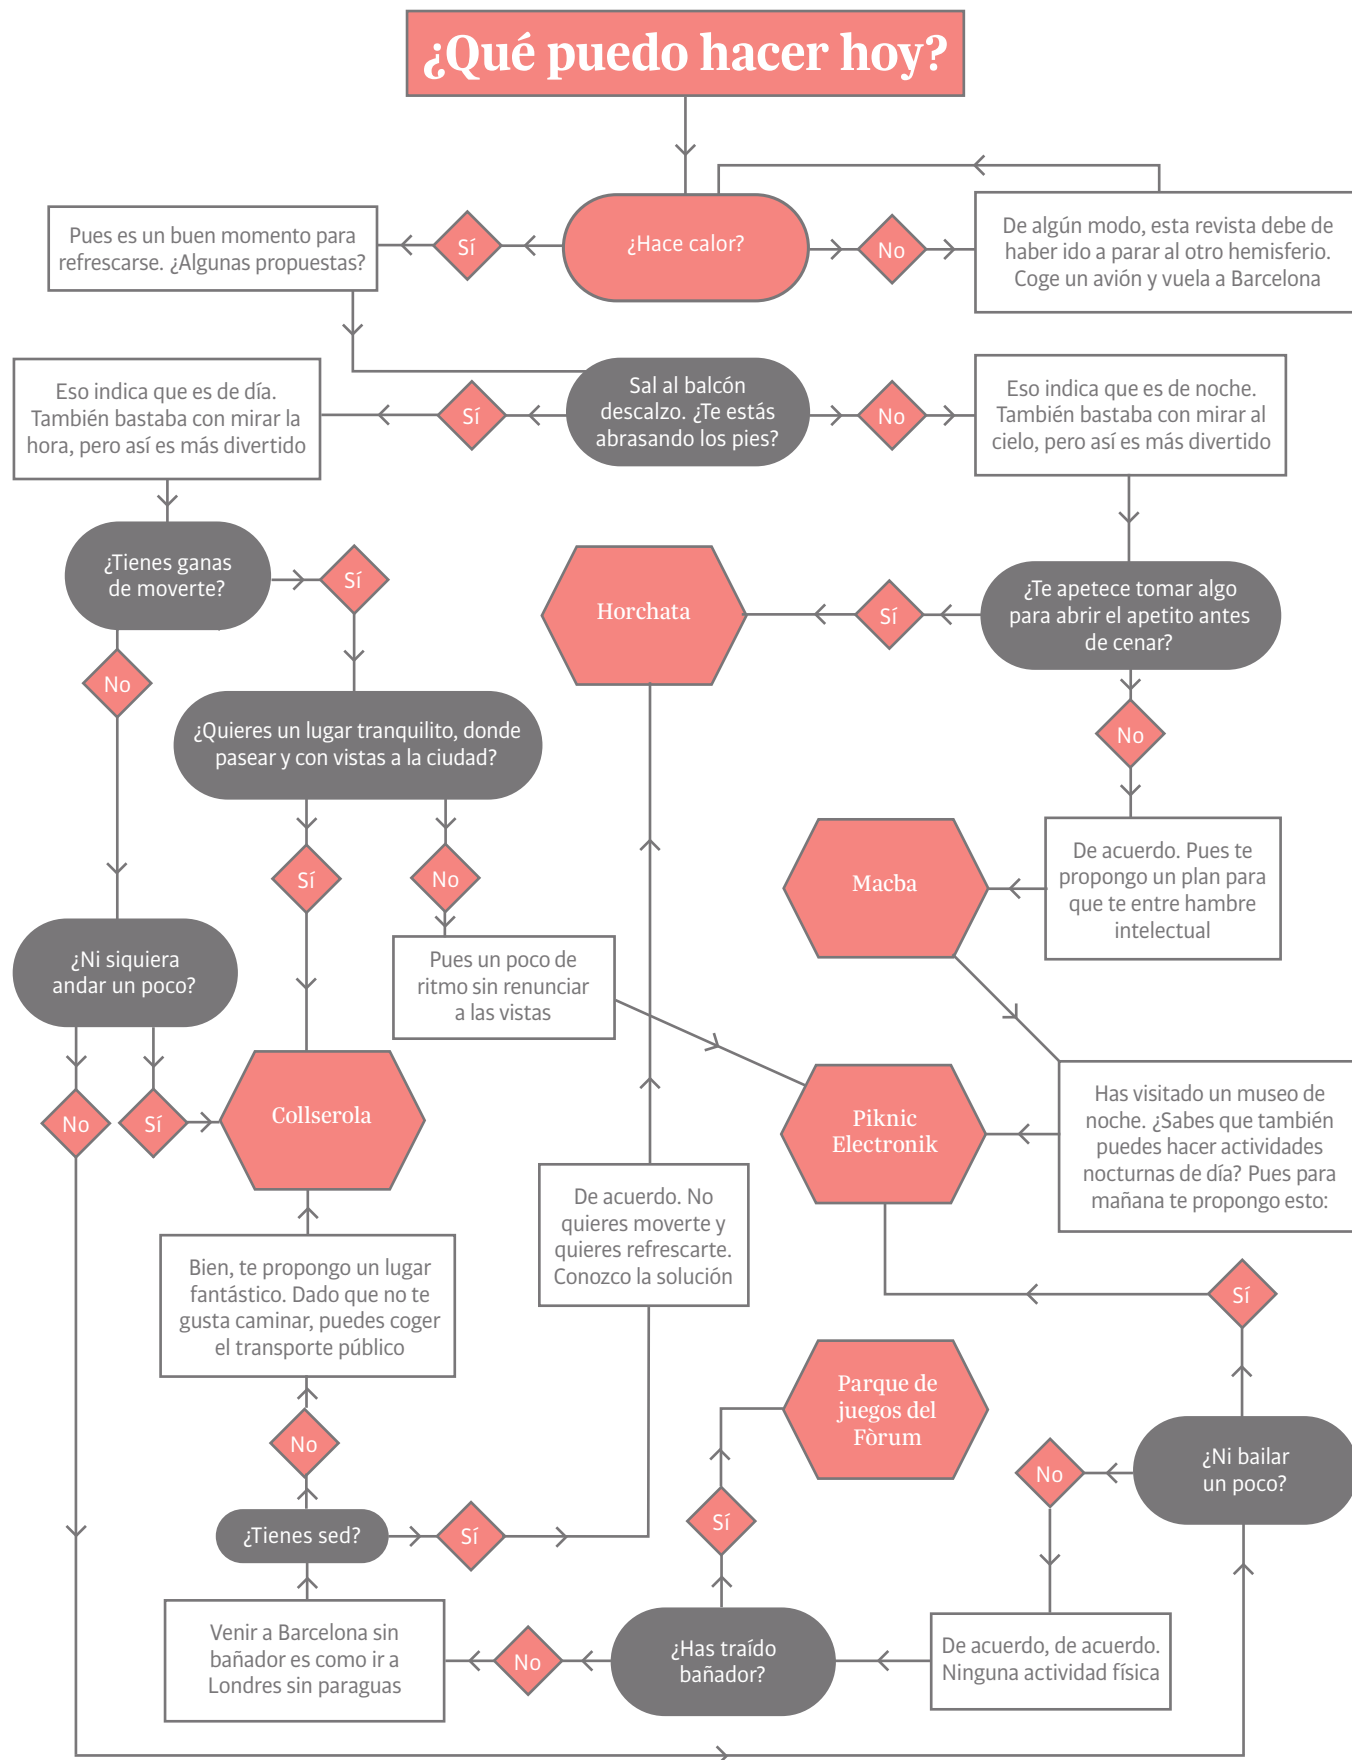 ¿Qué puedo hacer hoy?
¿Hace calor?
Sí
No
Pues es un buen momento para
refrescarse. ¿Algunas propuestas?
De algún modo, esta revista debe de
haber ido a parar al otro hemisferio.
Coge un avión y vuela a Barcelona
Sal al balcón
descalzo. ¿Te estás
abrasando los pies?
Sí
No
Eso indica que es de día.
También bastaba con mirar la
hora, pero así es más divertido
Eso indica que es de noche.
También bastaba con mirar al
cielo, pero así es más divertido
¿Tienes ganas
de moverte?
Sí
No
Horchata
Sí
¿Te apetece tomar algo
para abrir el apetito antes
de cenar?
No
¿Quieres un lugar tranquilito, donde
pasear y con vistas a la ciudad?
Sí
No
Macba
De acuerdo. Pues te
propongo un plan para
que te entre hambre
intelectual
¿Ni siquiera
andar un poco?
Pues un poco de
ritmo sin renunciar
a las vistas
No
Sí
Collserola
Piknic
Electronik
Has visitado un museo de
noche. ¿Sabes que también
puedes hacer actividades
nocturnas de día? Pues para
mañana te propongo esto:
De acuerdo. No
quieres moverte y
quieres refrescarte.
Conozco la solución
Bien, te propongo un lugar
fantástico. Dado que no te
gusta caminar, puedes coger
el transporte público
Sí
Parque de
juegos del
Fòrum
No
Sí
No
¿Ni bailar
un poco?
¿Tienes sed?
Sí
Venir a Barcelona sin
bañador es como ir a
Londres sin paraguas
No
¿Has traído
bañador?
De acuerdo, de acuerdo.
Ninguna actividad física